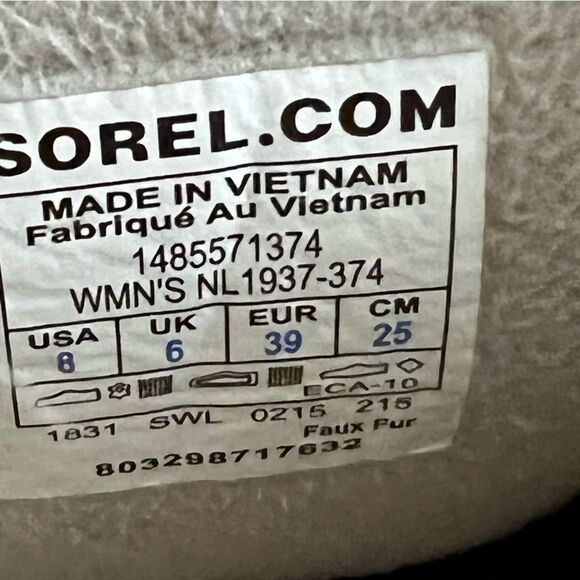 SOREL.COM
MADE IN VIETNAM
Fabriqué Au Vietnam
1485571374
WMN'S NL1937-374
USA UK EUR CM
8 6 39 25
ECA-10
1831 SWL 0215 215
Faux Fur
803298717632